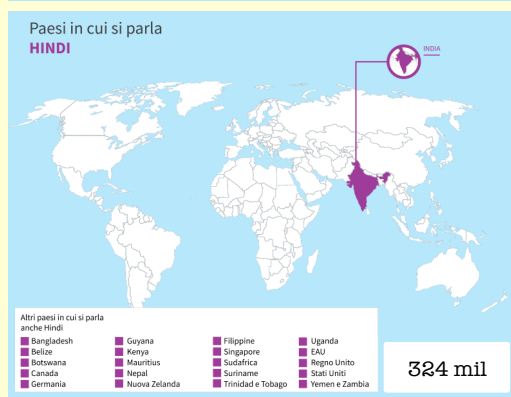 Paesi in cui si parla
HINDI
INDIA
Altri paesi in cui si parla
anche Hindi
Bangladesh
Belize
Botswana
Canada
Germania
Guyana
Kenya
Mauritius
Nepal
Nuova Zelanda
Filippine
Singapore
Sudafrica
Suriname
Trinidad e Tobago
Uganda
EAU
Regno Unito
Stati Uniti
Yemen e Zambia
324 mil